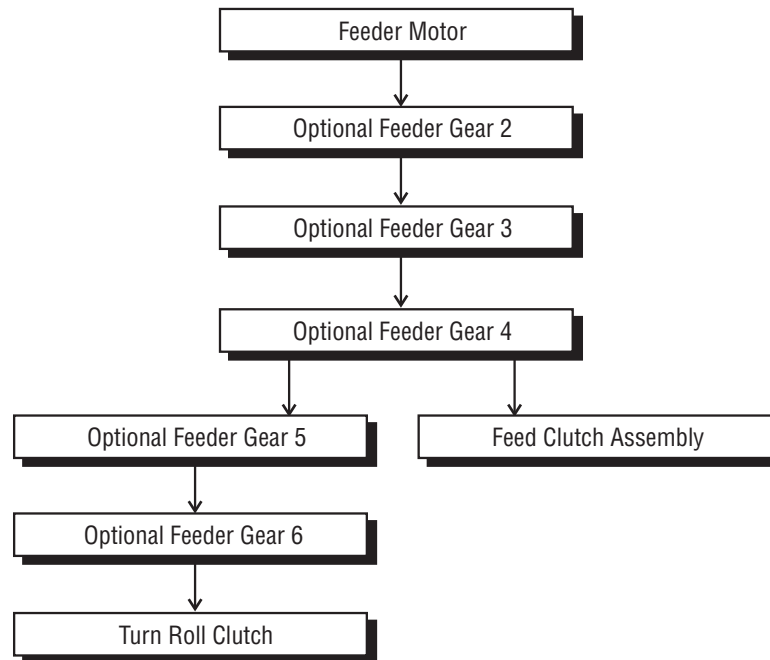 Feeder Motor
Optional Feeder Gear 2
Optional Feeder Gear 3
Optional Feeder Gear 4
Optional Feeder Gear 5
Feed Clutch Assembly
Optional Feeder Gear 6
Turn Roll Clutch